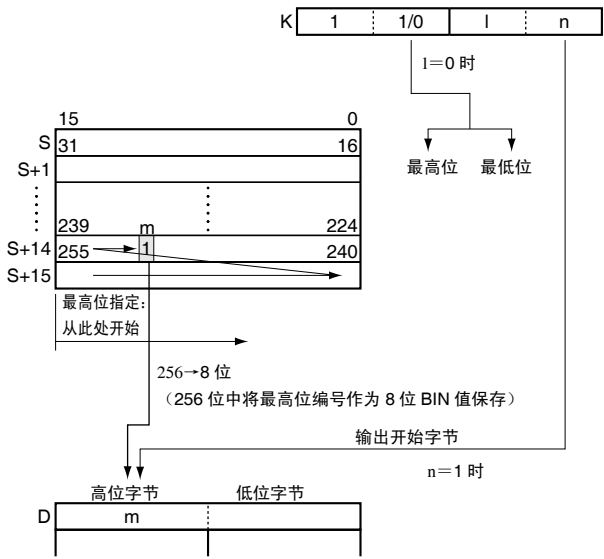 K 1 1/0 l n
l=0 时
最高位 最低位
15 0
S 31 16
S+1
239 m 224
S+14 255 1 240
S+15
最高位指定：
从此处开始
256→8 位
（256 位中将最高位编号作为 8 位 BIN 值保存）
输出开始字节
n=1 时
高位字节 低位字节
D m